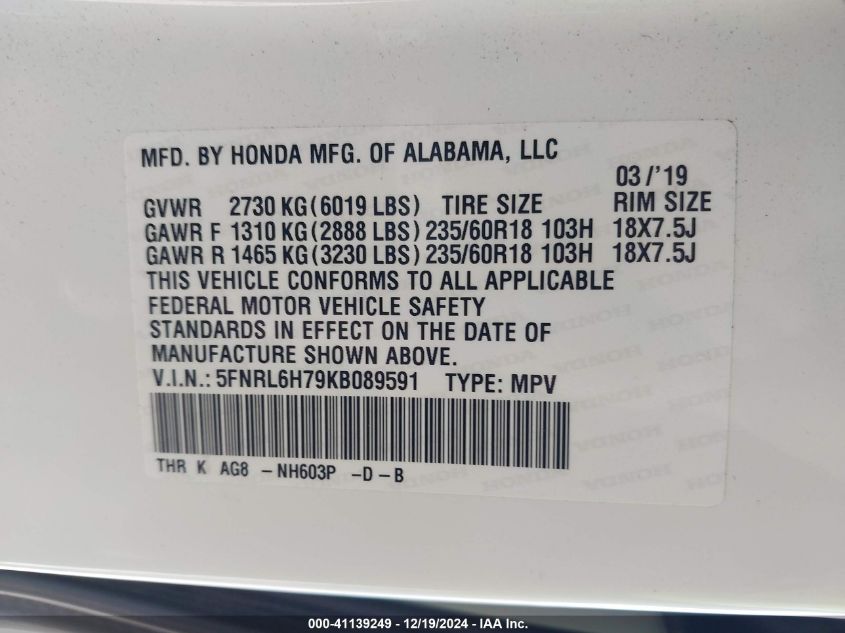 MFD. BY HONDA MFG. OF ALABAMA, LLC
03/'19
GVWR 2730 KG(6019 LBS) TIRE SIZE RIM SIZE
GAWR F 1310 KG(2888 LBS) 235/60R18 103H 18X7.5J
GAWR R 1465 KG(3230 LBS) 235/60R18 103H 18X7.5J
THIS VEHICLE CONFORMS TO ALL APPLICABLE
FEDERAL MOTOR VEHICLE SAFETY
STANDARDS IN EFFECT ON THE DATE OF
MANUFACTURE SHOWN ABOVE.
V.I.N.: 5FNRL6H79KB089591 TYPE: MPV
THR K AG8 -NH603P -D-B
000-41139249 - 12/19/2024 - IAA Inc.